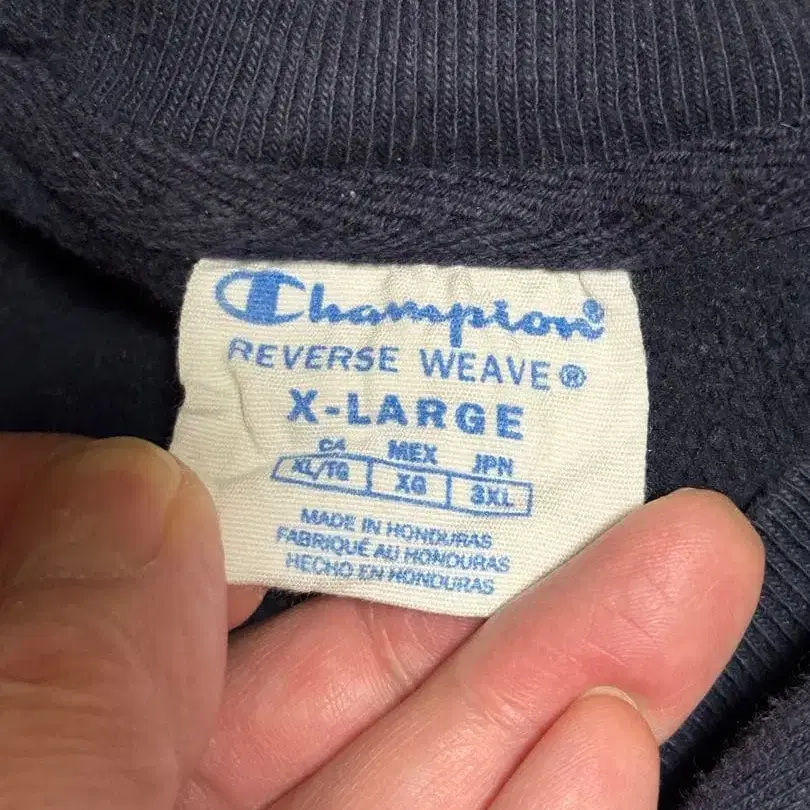 Champion®
REVERSE WEAVE®
X-LARGE
CA MEX JPN
XL/TG XG 3XL
MADE IN HONDURAS
FABRIQUÉ AU HONDURAS
HECHO EN HONDURAS